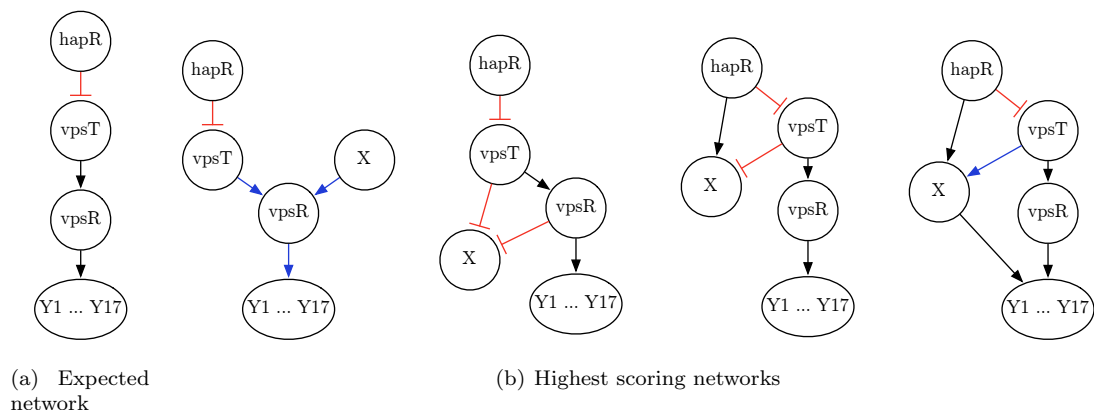 hapR
vpsT
vpsR
Y1 ... Y17
hapR
vpsT
X
vpsR
Y1 ... Y17
hapR
vpsT
vpsR
X
Y1 ... Y17
hapR
vpsT
X
vpsR
Y1 ... Y17
hapR
vpsT
X
vpsR
Y1 ... Y17
(a) Expected
network
(b) Highest scoring networks